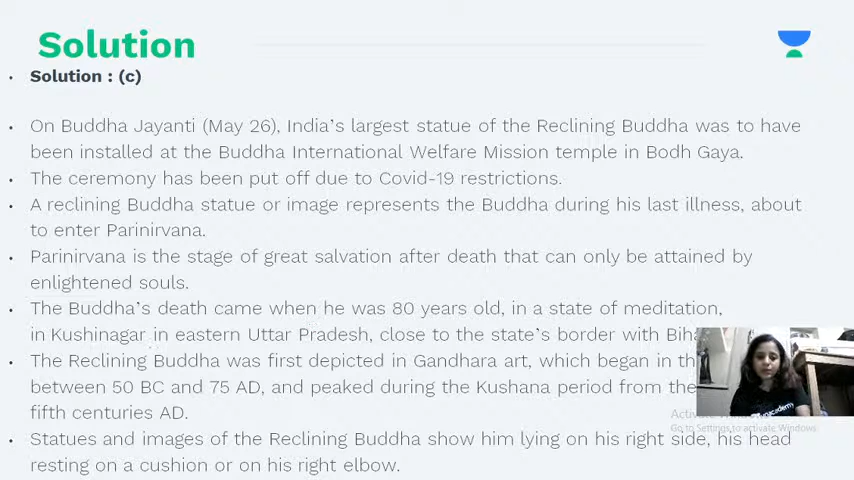 Solution
• Solution : (c)
• On Buddha Jayanti (May 26), India's largest statue of the Reclining Buddha was to have
been installed at the Buddha International Welfare Mission temple in Bodh Gaya.
• The ceremony has been put off due to Covid-19 restrictions.
• A reclining Buddha statue or image represents the Buddha during his last illness, about
to enter Parinirvana.
• Parinirvana is the stage of great salvation after death that can only be attained by
enlightened souls.
• The Buddha's death came when he was 80 years old, in a state of meditation,
in Kushinagar in eastern Uttar Pradesh, close to the state's border with
• The Reclining Buddha was first depicted in Gandhara art, which began in
between 50 BC and 75 AD, and peaked during the Kushana period from the
fifth centuries AD.
• Statues and images of the Reclining Buddha show him lying on his right side, his head
Go to Settings to activate Windows
resting on a cushion or on his right elbow.